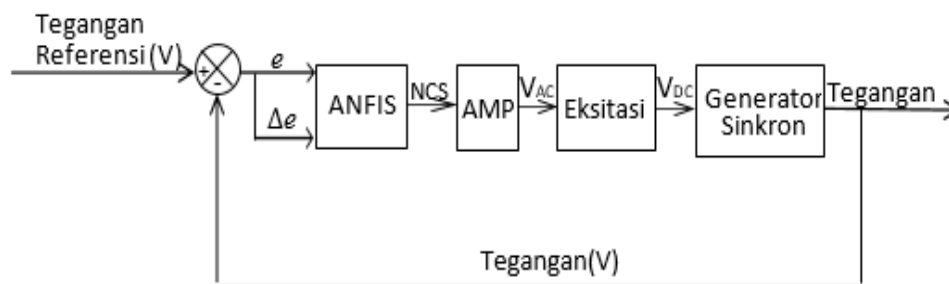 Tegangan
Referensi (V)
+
-
e
Δe
ANFIS
NCS
AMP
VAC
Eksitasi
VDC
Generator
Sinkron
Tegangan
Tegangan(V)